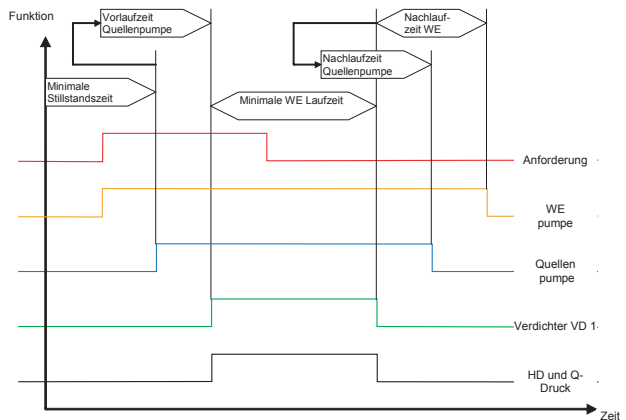 Funktion
Vorlaufzeit
Quellenpumpe
Nachlauf-
zeit WE
Nachlaufzeit
Quellenpumpe
Minimale
Stillstandszeit
Minimale WE Laufzeit
Anforderung
WE
pumpe
Quellen
pumpe
Verdichter VD 1
HD und Q-
Druck
Zeit